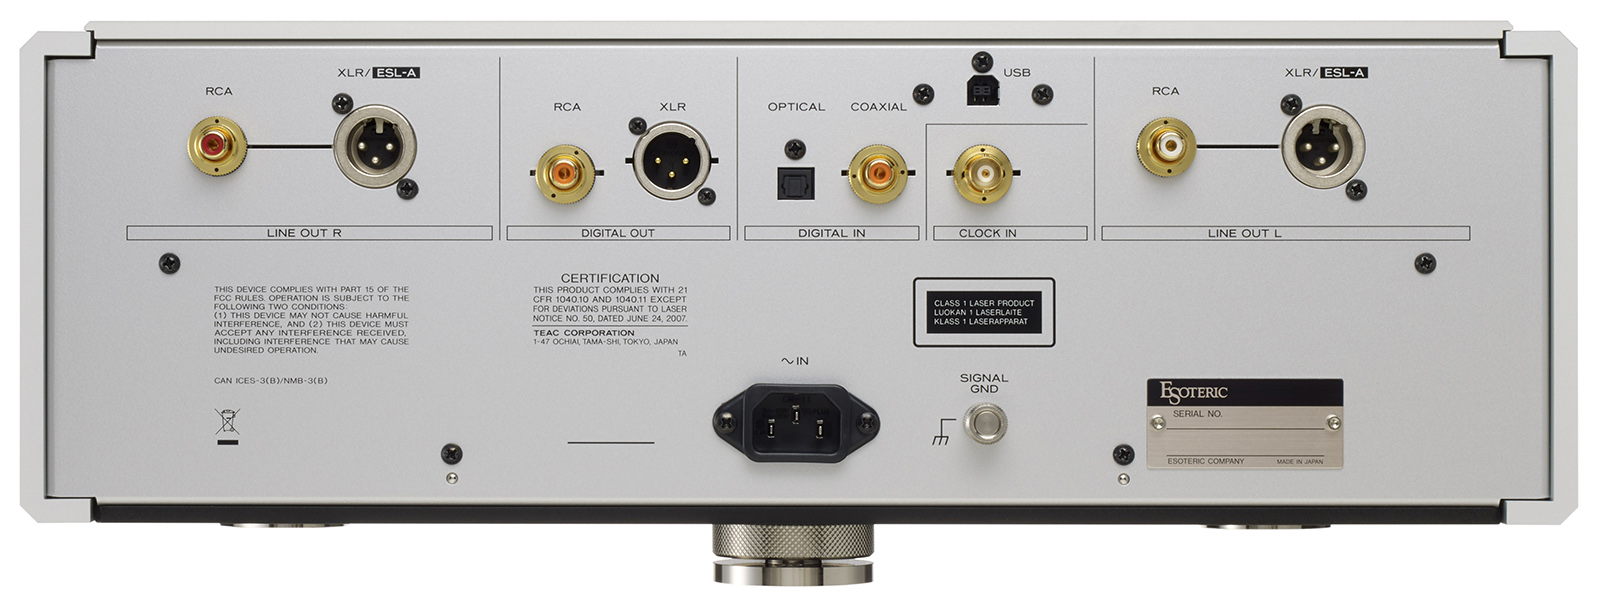 RCA
XLR/ ESL-A
RCA
XLR
OPTICAL
COAXIAL
USB
RCA
XLR/ ESL-A
LINE OUT R
DIGITAL OUT
DIGITAL IN
CLOCK IN
LINE OUT L
THIS DEVICE COMPLIES WITH PART 15 OF THE
FCC RULES. OPERATION IS SUBJECT TO THE
FOLLOWING TWO CONDITIONS:
(1) THIS DEVICE MAY NOT CAUSE HARMFUL
INTERFERENCE, AND (2) THIS DEVICE MUST
ACCEPT ANY INTERFERENCE RECEIVED,
INCLUDING INTERFERENCE THAT MAY CAUSE
UNDESIRED OPERATION.
CAN ICES-3(B)/NMB-3(B)
CERTIFICATION
THIS PRODUCT COMPLIES WITH 21
CFR 1040.10 AND 1040.11 EXCEPT
FOR DEVIATIONS PURSUANT TO LASER
NOTICE NO. 50, DATED JUNE 24, 2007.
TEAC CORPORATION
1-47 OCHIAI, TAMA-SHI, TOKYO, JAPAN
TA
CLASS 1 LASER PRODUCT
LUOKAN 1 LASERLAITE
KLASS 1 LASERAPPARAT
~ IN
SIGNAL
GND
ESOTERIC
SERIAL NO.
ESOTERIC COMPANY MADE IN JAPAN